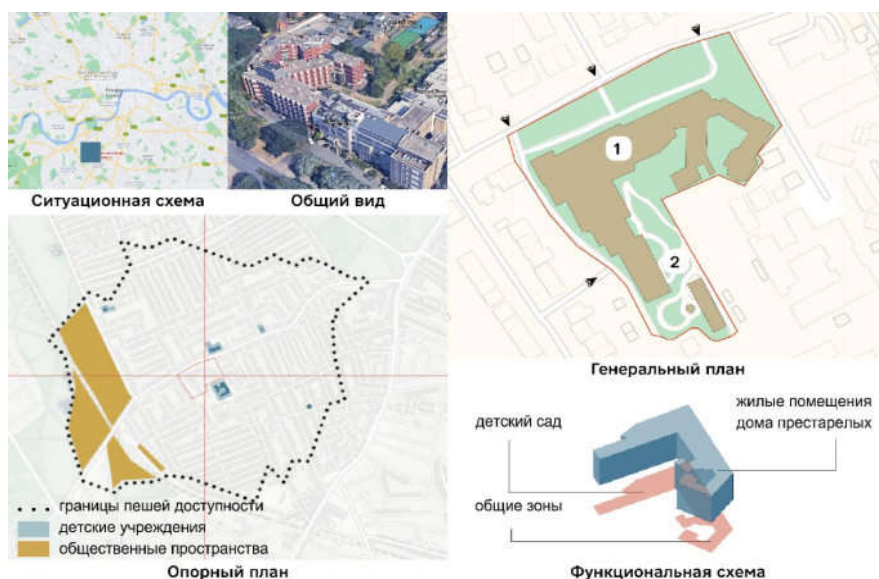 Ситуационная схема
Общий вид
1
2
Генеральный план
границы пешей доступности
детские учреждения
общественные пространства
Опорный план
детский сад
жилые помещения
дома престарелых
общие зоны
Функциональная схема